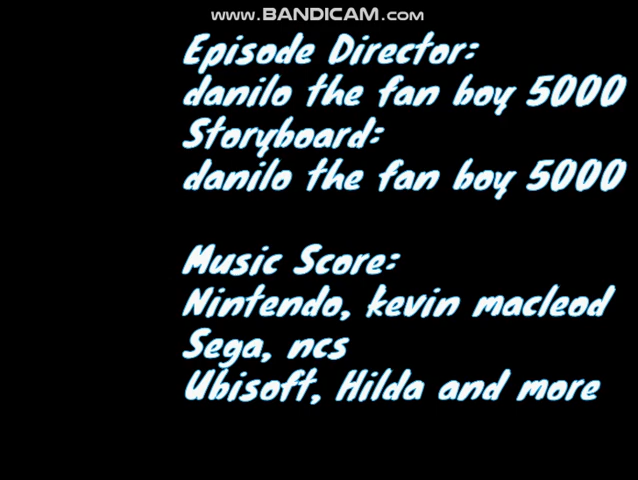 www.BANDICAM.com
Episode Director:
danilo the fan boy 5000
Storyboard:
danilo the fan boy 5000
Music Score:
Nintendo, kevin macleod
Sega, ncs
Ubisoft, Hilda and more